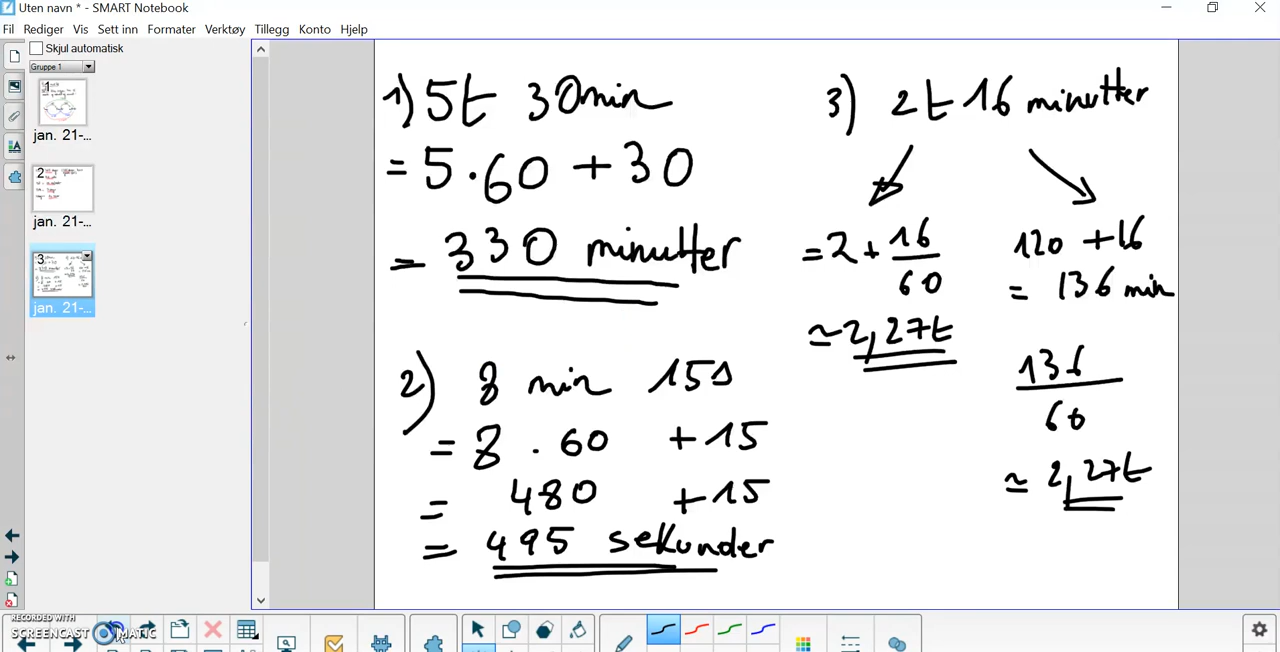 Uten navn * - SMART Notebook
Fil Rediger Vis Sett inn Formater Verktøy Tillegg Konto Hjelp
Skjul automatisk
Gruppe 1
1
jan. 21-...
2
jan. 21-...
3
jan. 21-...
1) 5t 30min
= 5·60 + 30
= 330 minutter
2) 8 min 15s
= 8 · 60 + 15
= 480 + 15
= 495 sekunder
3) 2t 16 minutter
= 2 + 16/60
≃ 2,27t
120 + 16
= 136 min
136
60
≃ 2,27t
RECORDED WITH
SCREENCAST MATIC